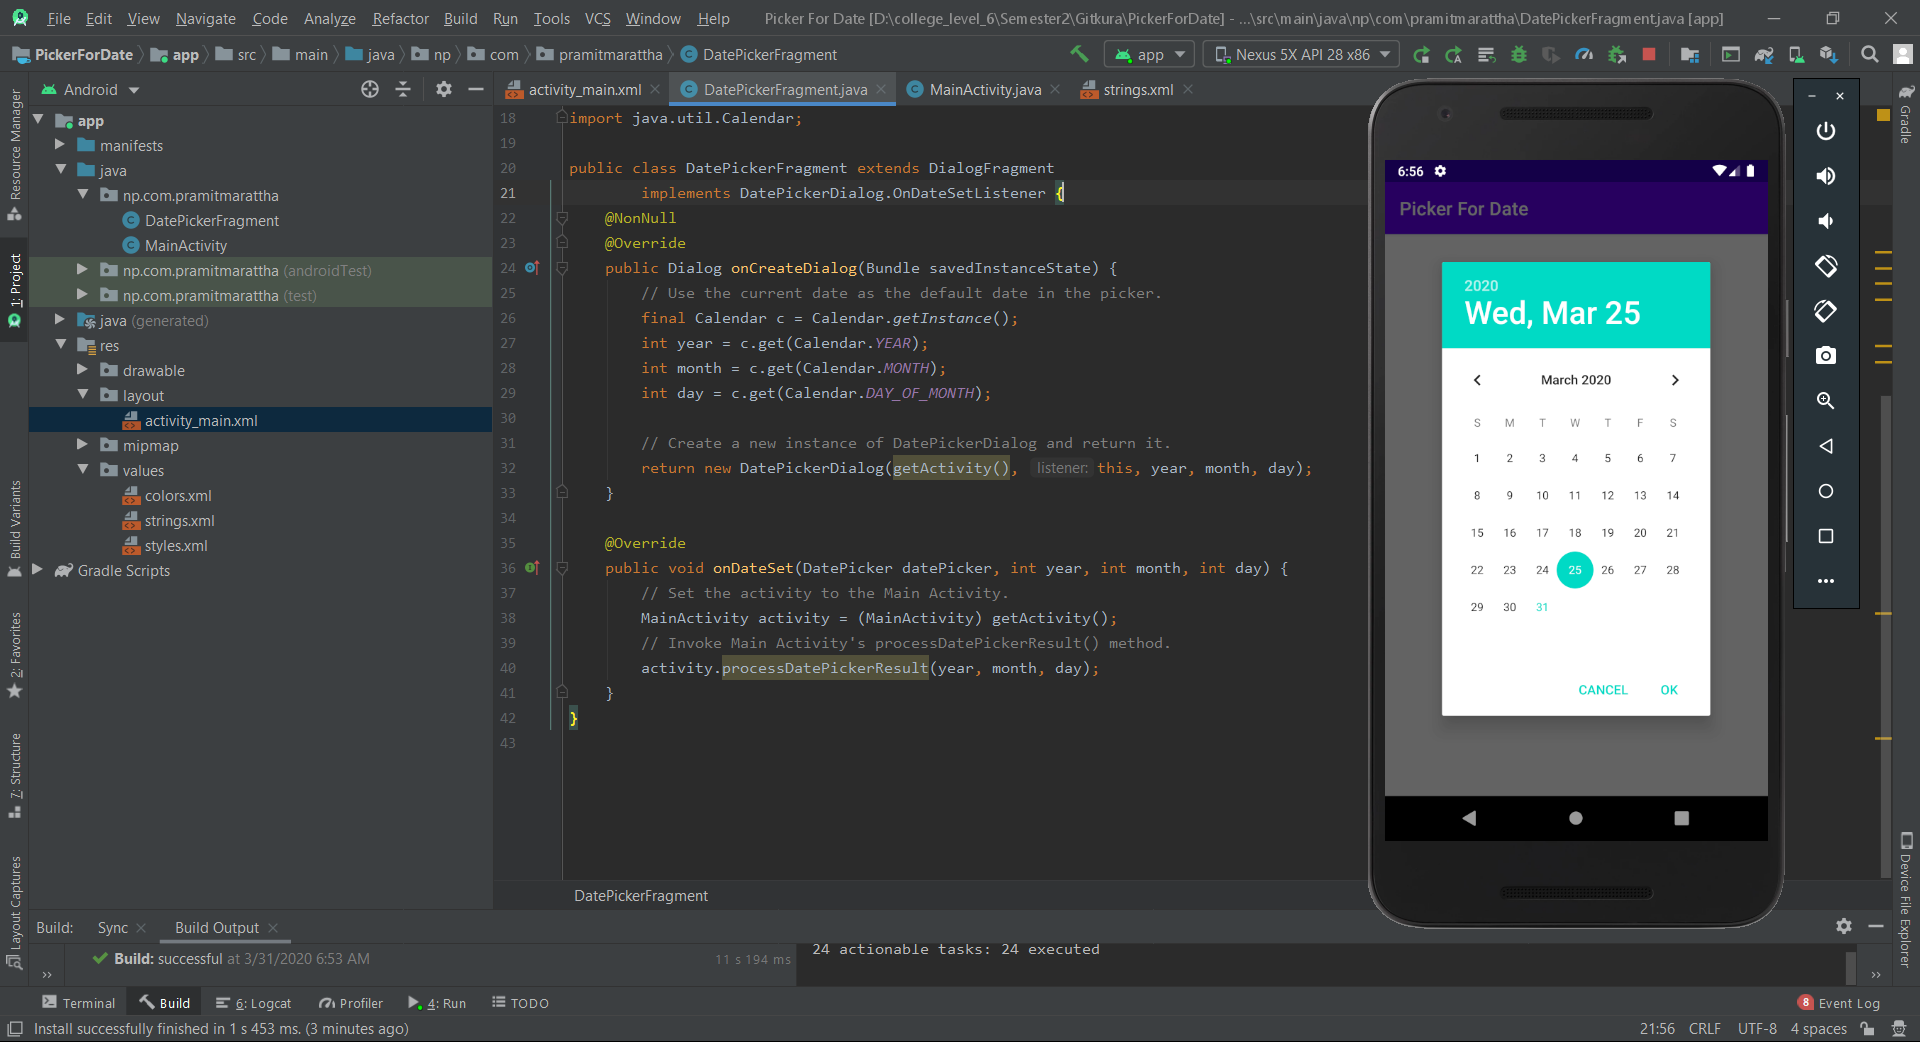 File Edit View Navigate Code Analyze Refactor Build Run Tools VCS Window Help Picker For Date [D:\college_level_6\Semester2\Gitkura\PickerForDate] - ...\src\main\java\np\com\pramitmarattha\DatePickerFragment.java [app]
PickerForDate app src main java np com pramitmarattha DatePickerFragment app Nexus 5X API 28 x86
Android
activity_main.xml DatePickerFragment.java MainActivity.java strings.xml
Resource Manager
1: Project
Build Variants
2: Favorites
7: Structure
Layout Captures
app
manifests
java
np.com.pramitmarattha
DatePickerFragment
MainActivity
np.com.pramitmarattha (androidTest)
np.com.pramitmarattha (test)
java (generated)
res
drawable
layout
activity_main.xml
mipmap
values
colors.xml
strings.xml
styles.xml
Gradle Scripts
18 import java.util.Calendar;
19
20 public class DatePickerFragment extends DialogFragment
21 implements DatePickerDialog.OnDateSetListener {
22 @NonNull
23 @Override
24 public Dialog onCreateDialog(Bundle savedInstanceState) {
25 // Use the current date as the default date in the picker.
26 final Calendar c = Calendar.getInstance();
27 int year = c.get(Calendar.YEAR);
28 int month = c.get(Calendar.MONTH);
29 int day = c.get(Calendar.DAY_OF_MONTH);
30
31 // Create a new instance of DatePickerDialog and return it.
32 return new DatePickerDialog(getActivity(), listener: this, year, month, day);
33 }
34
35 @Override
36 public void onDateSet(DatePicker datePicker, int year, int month, int day) {
37 // Set the activity to the Main Activity.
38 MainActivity activity = (MainActivity) getActivity();
39 // Invoke Main Activity's processDatePickerResult() method.
40 activity.processDatePickerResult(year, month, day);
41 }
42 }
43
DatePickerFragment
6:56
Picker For Date
2020
Wed, Mar 25
March 2020
S M T W T F S
1 2 3 4 5 6 7
8 9 10 11 12 13 14
15 16 17 18 19 20 21
22 23 24 25 26 27 28
29 30 31
CANCEL OK
Gradle
Device File Explorer
Build: Sync Build Output
Build: successful at 3/31/2020 6:53 AM 11 s 194 ms
24 actionable tasks: 24 executed
Terminal Build 6: Logcat Profiler 4: Run TODO 8 Event Log
Install successfully finished in 1 s 453 ms. (3 minutes ago) 21:56 CRLF UTF-8 4 spaces